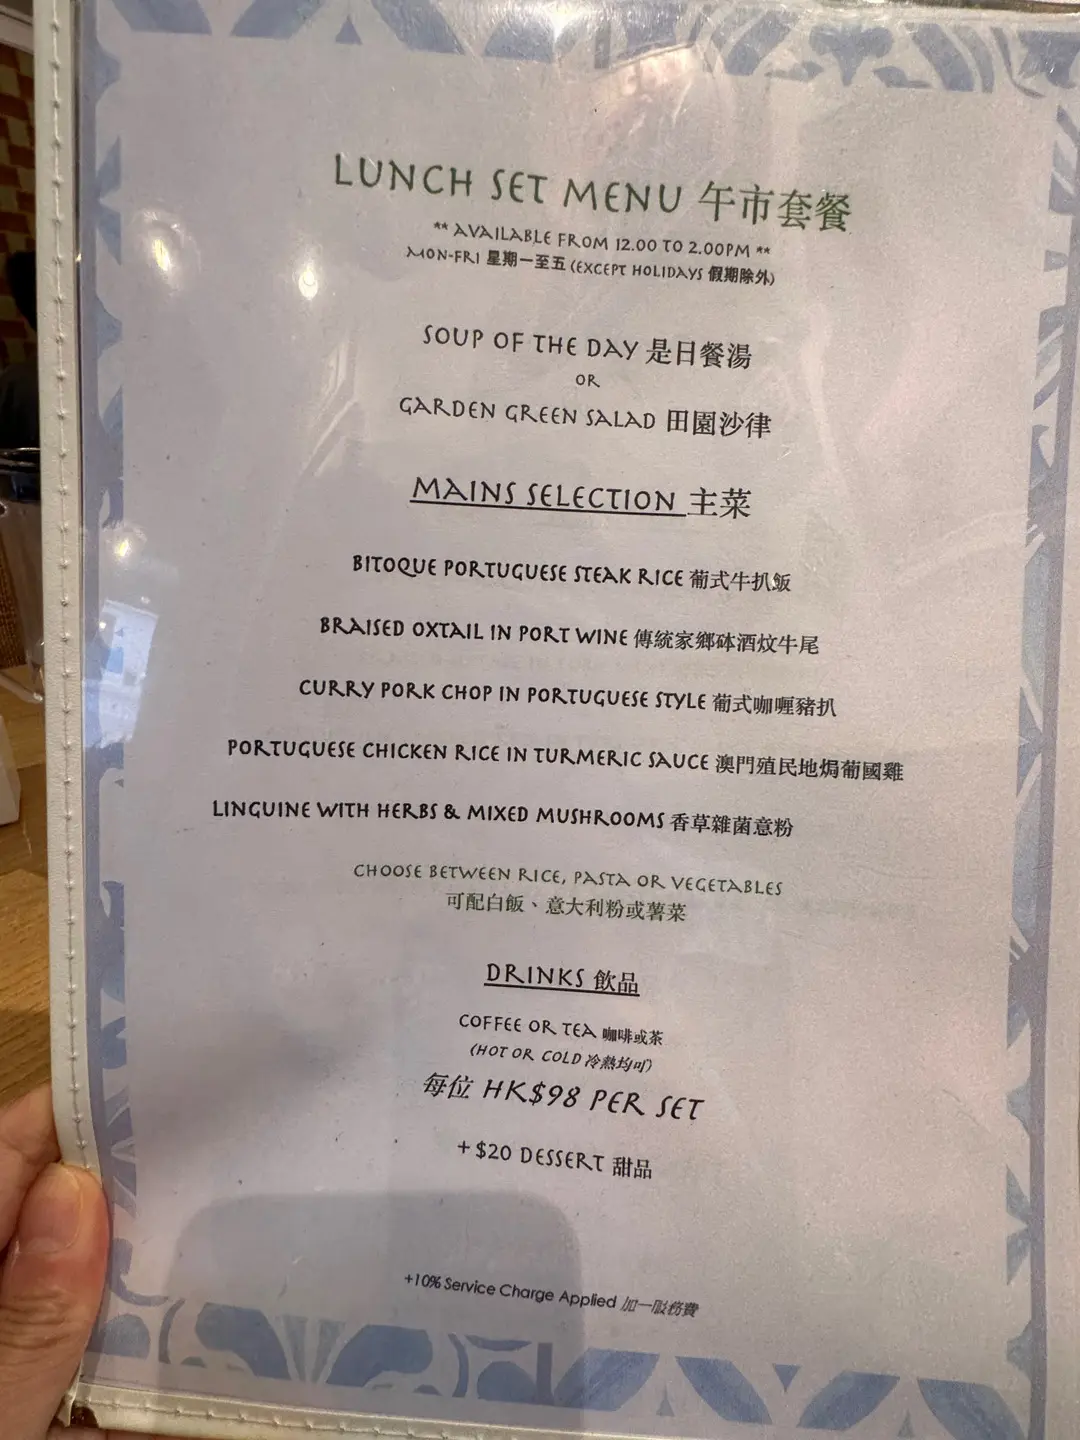 LUNCH SET MENU 午市套餐
** AVAILABLE FROM 12.00 TO 2.00PM **
MON-FRI 星期一至五 (EXCEPT HOLIDAYS 假期除外)
SOUP OF THE DAY 是日餐湯
OR
GARDEN GREEN SALAD 田園沙律
MAINS SELECTION 主菜
BITOQUE PORTUGUESE STEAK RICE 葡式牛扒飯
BRAISED OXTAIL IN PORT WINE 傳統家鄉砵酒炆牛尾
CURRY PORK CHOP IN PORTUGUESE STYLE 葡式咖喱豬扒
PORTUGUESE CHICKEN RICE IN TURMERIC SAUCE 澳門殖民地焗葡國雞
LINGUINE WITH HERBS & MIXED MUSHROOMS 香草雜菌意粉
CHOOSE BETWEEN RICE, PASTA OR VEGETABLES
可配白飯、意大利粉或薯菜
DRINKS 飲品
COFFEE OR TEA 咖啡或茶
(HOT OR COLD 冷熱均可)
每位 HK$98 PER SET
+ $20 DESSERT 甜品
+10% Service Charge Applied 加一服務費